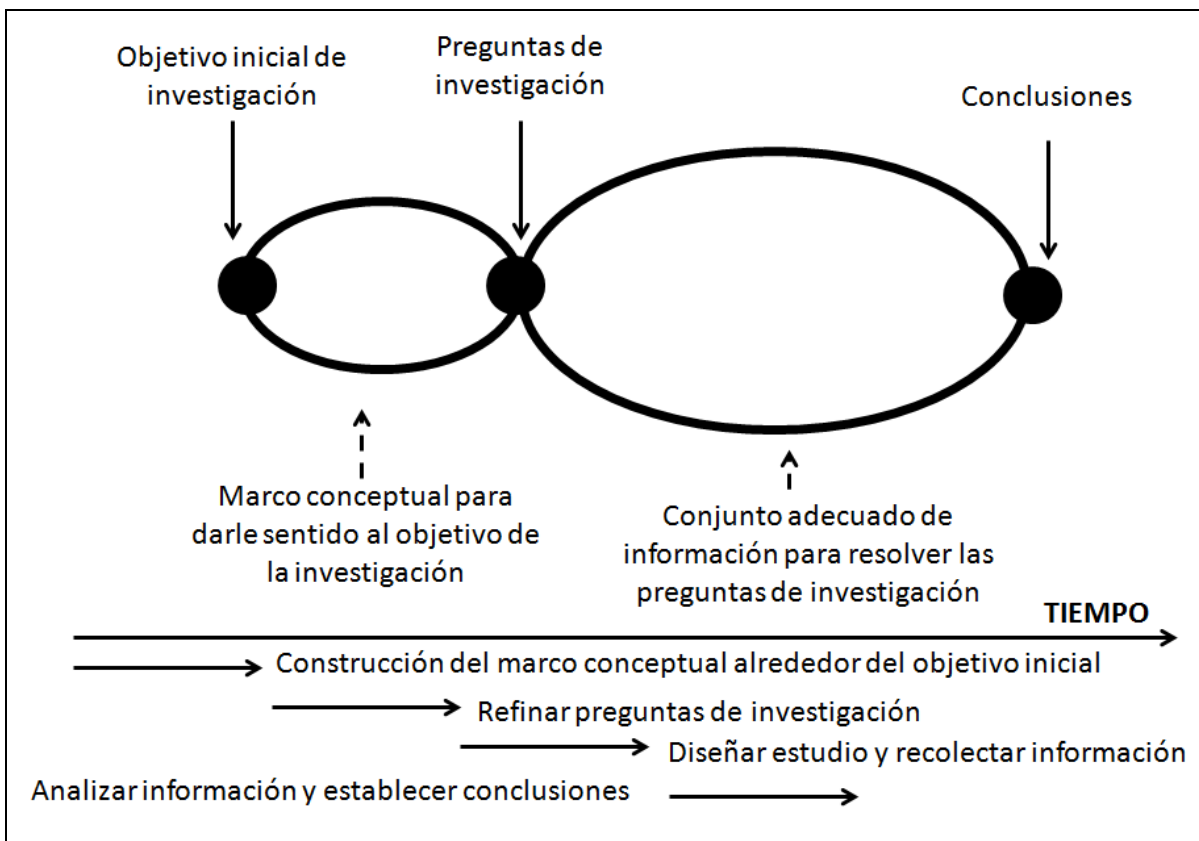 Objetivo inicial de
investigación
Preguntas de
investigación
Conclusiones
Marco conceptual para
darle sentido al objetivo de
la investigación
Conjunto adecuado de
información para resolver las
preguntas de investigación
TIEMPO
Construcción del marco conceptual alrededor del objetivo inicial
Refinar preguntas de investigación
Diseñar estudio y recolectar información
Analizar información y establecer conclusiones